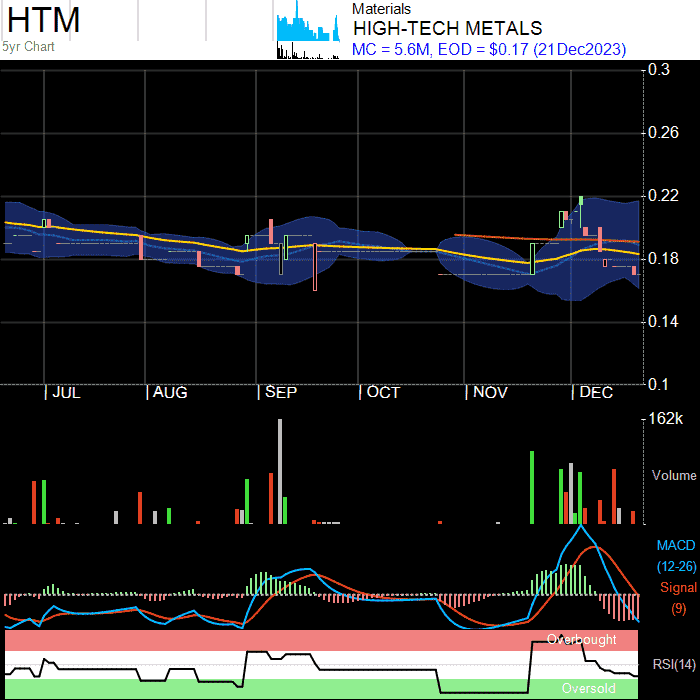 HTM
5yr Chart
Materials
HIGH-TECH METALS
MC = 5.6M, EOD = $0.17 (21Dec2023)
0.3
0.26
0.22
0.18
0.14
0.1
JUL AUG SEP OCT NOV DEC
162k
Volume
MACD
(12-26)
Signal
(9)
Overbought
RSI(14)
Oversold